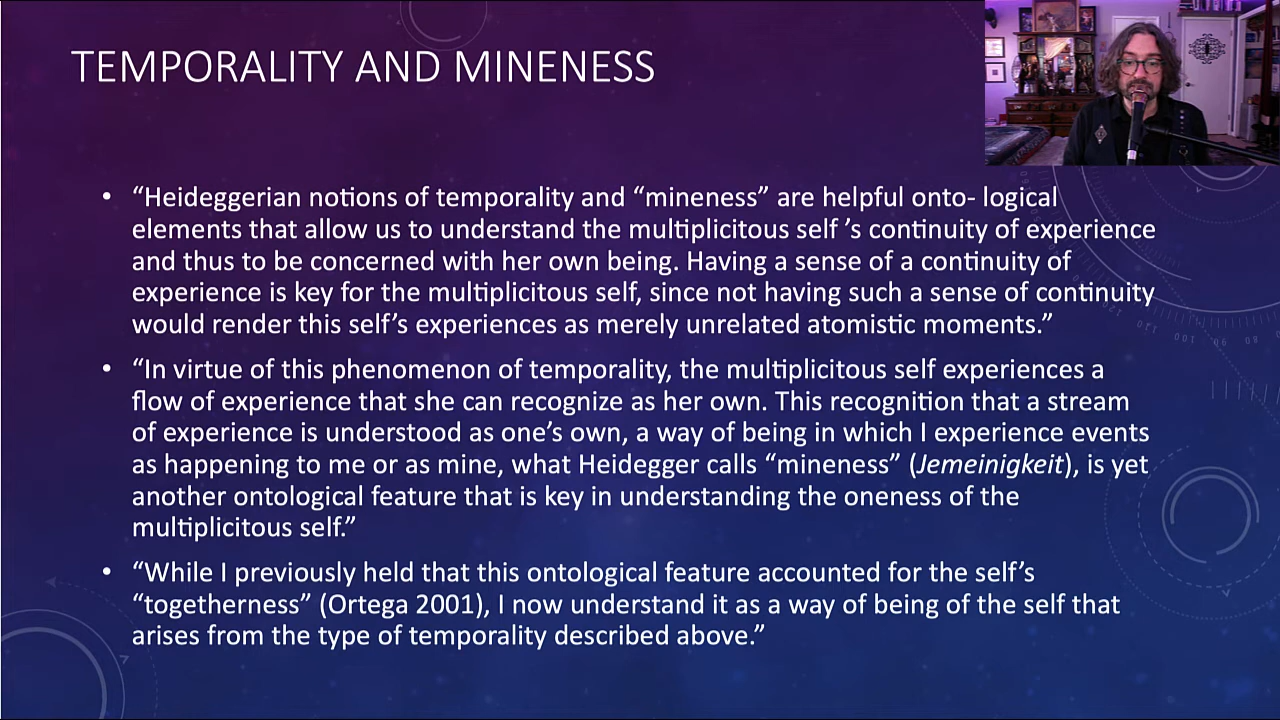 TEMPORALITY AND MINENESS
• “Heideggerian notions of temporality and “mineness” are helpful onto- logical
elements that allow us to understand the multiplicitous self ’s continuity of experience
and thus to be concerned with her own being. Having a sense of a continuity of
experience is key for the multiplicitous self, since not having such a sense of continuity
would render this self’s experiences as merely unrelated atomistic moments.”
• “In virtue of this phenomenon of temporality, the multiplicitous self experiences a
flow of experience that she can recognize as her own. This recognition that a stream
of experience is understood as one’s own, a way of being in which I experience events
as happening to me or as mine, what Heidegger calls “mineness” (Jemeinigkeit), is yet
another ontological feature that is key in understanding the oneness of the
multiplicitous self.”
• “While I previously held that this ontological feature accounted for the self’s
“togetherness” (Ortega 2001), I now understand it as a way of being of the self that
arises from the type of temporality described above.”